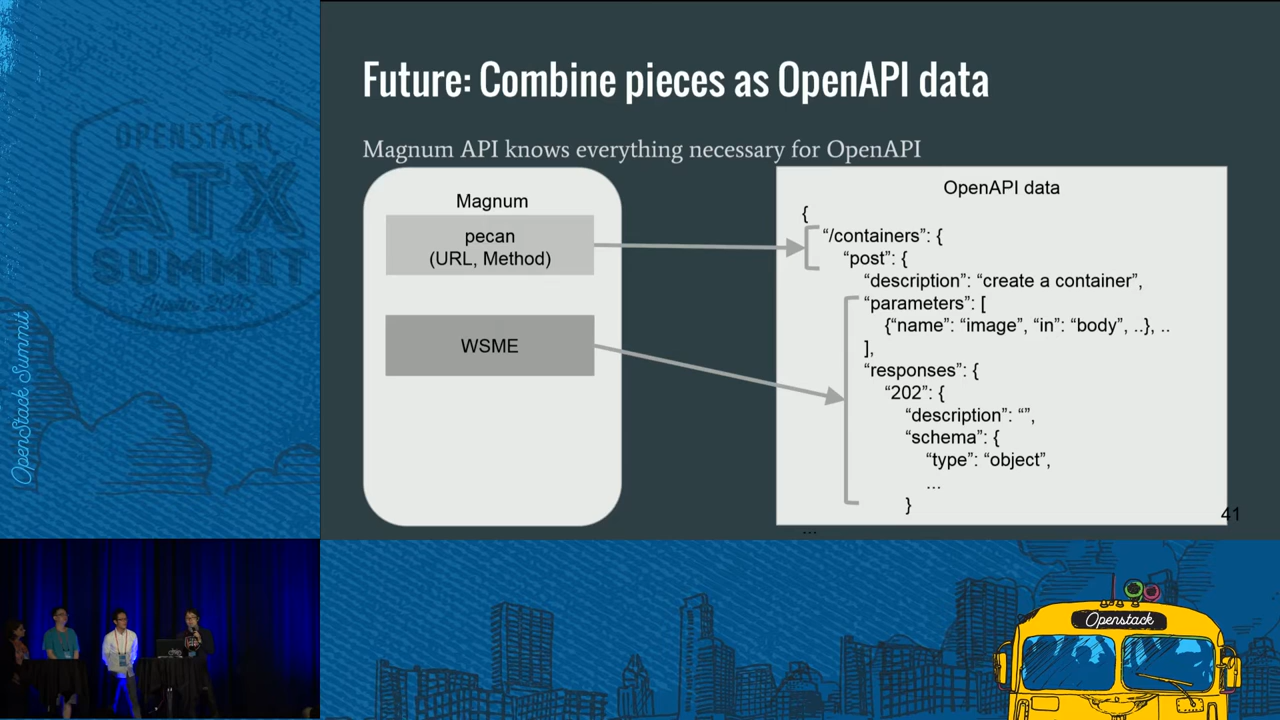 Future: Combine pieces as OpenAPI data
Magnum API knows everything necessary for OpenAPI
Magnum
pecan
(URL, Method)
WSME
OpenAPI data
{
“/containers”: {
“post”: {
“description”: “create a container”,
“parameters”: [
{“name”: “image”, “in”: “body”, ..}, ..
],
“responses”: {
“202”: {
“description”: “”,
“schema”: {
“type”: “object”,
...
}
...
41
OPENSTACK
ATX
SUMMIT
OpenStack Summit
Openstack